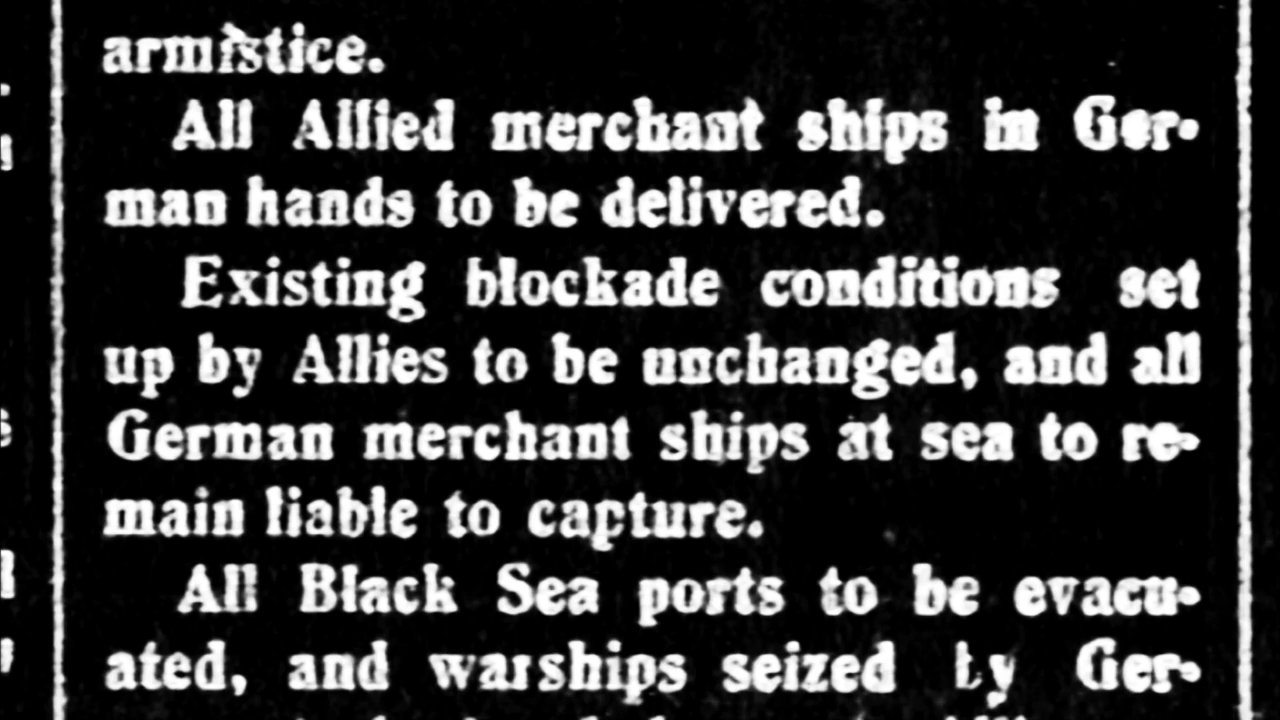 armistice.
All Allied merchant ships in Ger-
man hands to be delivered.
Existing blockade conditions set
up by Allies to be unchanged, and all
German merchant ships at sea to re-
main liable to capture.
All Black Sea ports to be evacu-
ated, and warships seized by Ger-